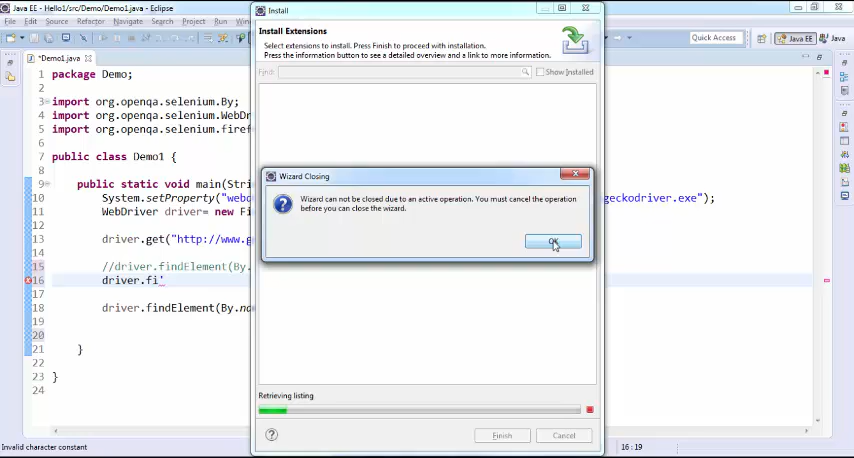 Java EE - Hello1/src/Demo/Demo1.java - Eclipse
File Edit Source Refactor Navigate Search Project Run
Quick Access
Java EE
Java
*Demo1.java
1 package Demo;
2
3 import org.openqa.selenium.By;
4 import org.openqa.selenium.WebDri
5 import org.openqa.selenium.firef
6
7 public class Demo1 {
8
9 public static void main(Stri
10 System.setProperty("webd
geckodriver.exe");
11 WebDriver driver= new Fi
12
13 driver.get("http://www.g
14
15 //driver.findElement(By.
16 driver.fi'
17
18 driver.findElement(By.na
19
20
21 }
22
23 }
24
Invalid character constant
16 : 19
Install
Install Extensions
Select extensions to install. Press Finish to proceed with installation.
Press the information button to see a detailed overview and a link to more information.
Find:
Show Installed
Wizard Closing
Wizard can not be closed due to an active operation. You must cancel the operation
before you can close the wizard.
OK
Retrieving listing
Finish
Cancel